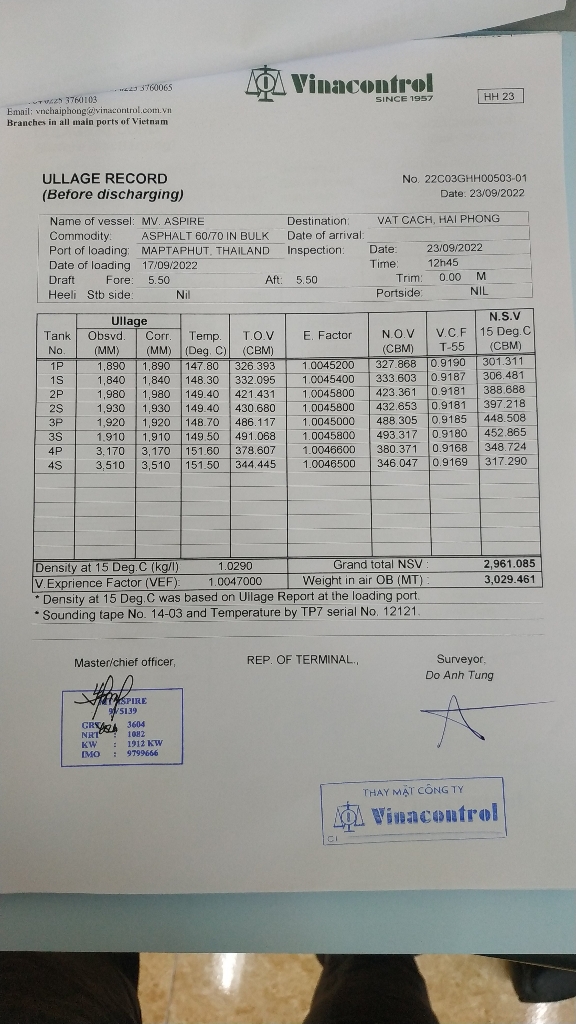 3760065
0225 3760103
Email: vnchaiphong@vinacontrol.com.vn
Branches in all main ports of Vietnam
Vinacontrol
SINCE 1957
HH 23
ULLAGE RECORD
(Before discharging)
No. 22C03GHH00503-01
Date: 23/09/2022
Name of vessel: MV. ASPIRE Destination: VAT CACH, HAI PHONG
Commodity: ASPHALT 60/70 IN BULK Date of arrival:
Port of loading: MAPTAPHUT, THAILAND Inspection: Date: 23/09/2022
Date of loading 17/09/2022 Time: 12h45
Draft Fore: 5.50 Aft: 5.50 Trim: 0.00 M
Heeli Stb side: Nil Portside: NIL
Ullage N.S.V
Tank Obsvd. Corr. Temp. T.O.V E. Factor N.O.V V.C.F 15 Deg.C
No. (MM) (MM) (Deg. C) (CBM) (CBM) T-55 (CBM)
1P 1,890 1,890 147.80 326.393 1.0045200 327.868 0.9190 301.311
1S 1,840 1,840 148.30 332.095 1.0045400 333.603 0.9187 306.481
2P 1,980 1,980 149.40 421.431 1.0045800 423.361 0.9181 388.688
2S 1,930 1,930 149.40 430.680 1.0045800 432.653 0.9181 397.218
3P 1,920 1,920 148.70 486.117 1.0045000 488.305 0.9185 448.508
3S 1.910 1,910 149.50 491.068 1.0045800 493.317 0.9180 452.865
4P 3,170 3,170 151.60 378.607 1.0046600 380.371 0.9168 348.724
4S 3,510 3,510 151.50 344.445 1.0046500 346.047 0.9169 317.290
Density at 15 Deg.C (kg/l) 1.0290 Grand total NSV : 2,961.085
V.Exprience Factor (VEF): 1.0047000 Weight in air OB (MT) : 3,029.461
* Density at 15 Deg.C was based on Ullage Report at the loading port.
* Sounding tape No. 14-03 and Temperature by TP7 serial No. 12121.
Master/chief officer, REP. OF TERMINAL., Surveyor,
Do Anh Tung
ASPIRE
9V5139
GRT : 3604
NRT : 1082
KW : 1912 KW
IMO : 9799666
THAY MẶT CÔNG TY
Vinacontrol